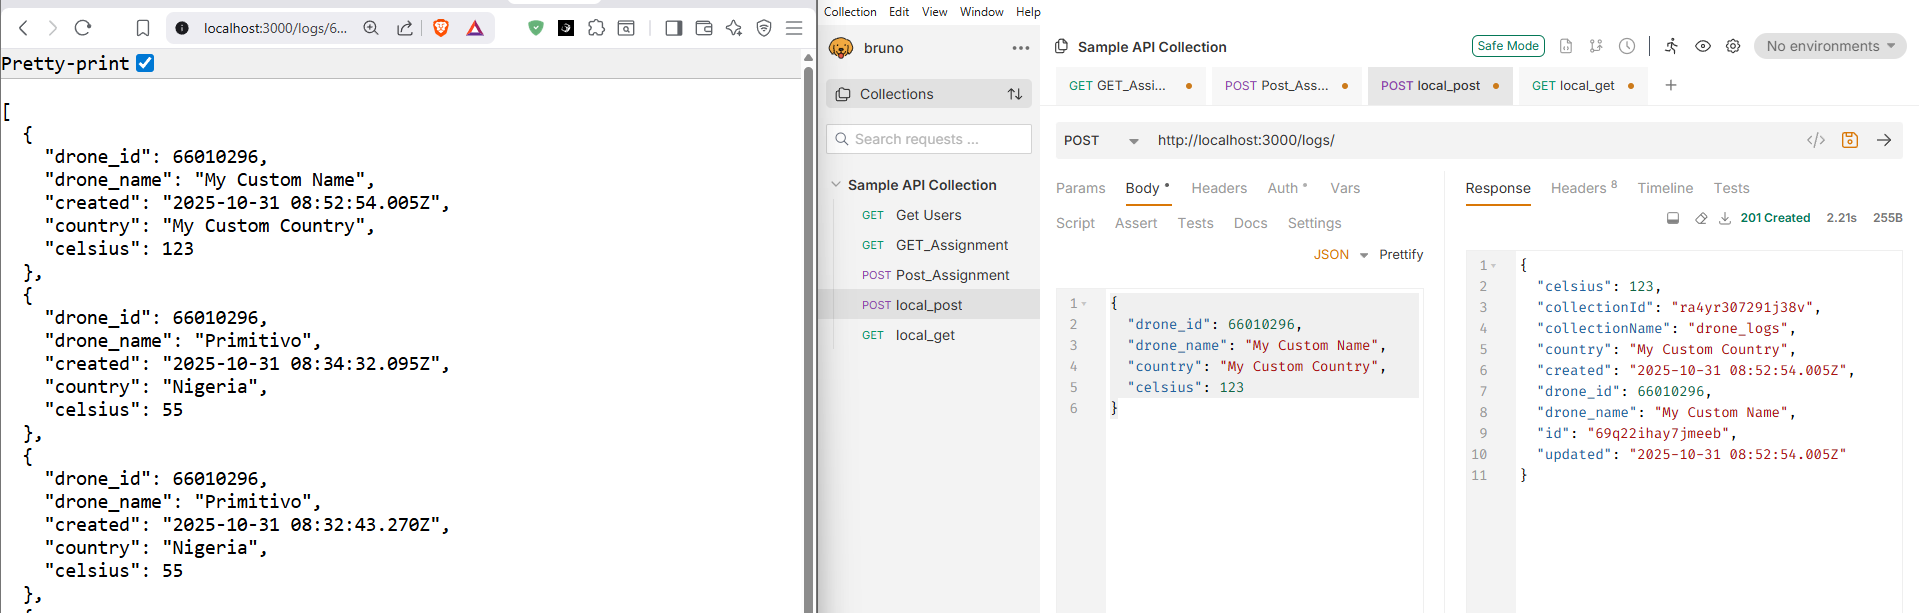 localhost:3000/logs/6...
Pretty-print
[
  {
    "drone_id": 66010296,
    "drone_name": "My Custom Name",
    "created": "2025-10-31 08:52:54.005Z",
    "country": "My Custom Country",
    "celsius": 123
  },
  {
    "drone_id": 66010296,
    "drone_name": "Primitivo",
    "created": "2025-10-31 08:34:32.095Z",
    "country": "Nigeria",
    "celsius": 55
  },
  {
    "drone_id": 66010296,
    "drone_name": "Primitivo",
    "created": "2025-10-31 08:32:43.270Z",
    "country": "Nigeria",
    "celsius": 55
  },
Collection Edit View Window Help
bruno
Collections
Search requests ...
Sample API Collection
GET Get Users
GET GET_Assignment
POST Post_Assignment
POST local_post
GET local_get
Sample API Collection
Safe Mode
No environments
GET GET_Assi...
POST Post_Ass...
POST local_post
GET local_get
POST http://localhost:3000/logs/
Params Body Headers Auth Vars
Script Assert Tests Docs Settings
JSON Prettify
1 {
2   "drone_id": 66010296,
3   "drone_name": "My Custom Name",
4   "country": "My Custom Country",
5   "celsius": 123
6 }
Response Headers 8 Timeline Tests
201 Created 2.21s 255B
1 {
2   "celsius": 123,
3   "collectionId": "ra4yr307291j38v",
4   "collectionName": "drone_logs",
5   "country": "My Custom Country",
6   "created": "2025-10-31 08:52:54.005Z",
7   "drone_id": 66010296,
8   "drone_name": "My Custom Name",
9   "id": "69q22ihay7jmeeb",
10   "updated": "2025-10-31 08:52:54.005Z"
11 }